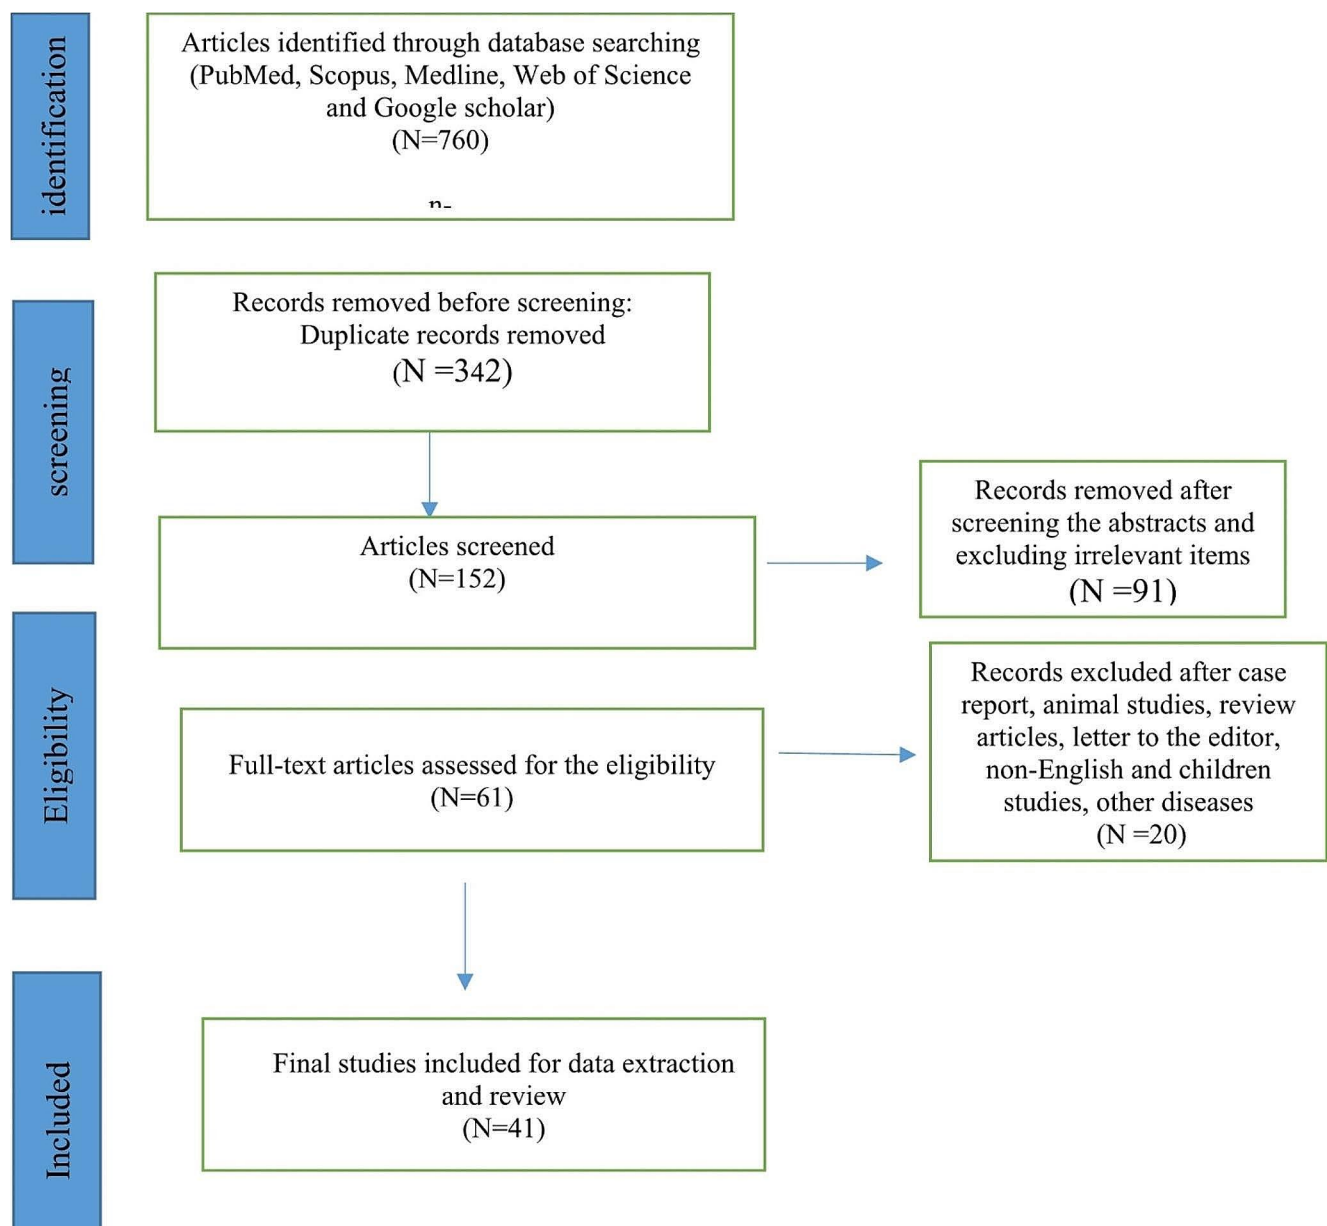 identification
Articles identified through database searching
(PubMed, Scopus, Medline, Web of Science
and Google scholar)
(N=760)
n-
screening
Records removed before screening:
Duplicate records removed
(N =342)
Articles screened
(N=152)
Records removed after
screening the abstracts and
excluding irrelevant items
(N =91)
Eligibility
Full-text articles assessed for the eligibility
(N=61)
Records excluded after case
report, animal studies, review
articles, letter to the editor,
non-English and children
studies, other diseases
(N =20)
Included
Final studies included for data extraction
and review
(N=41)